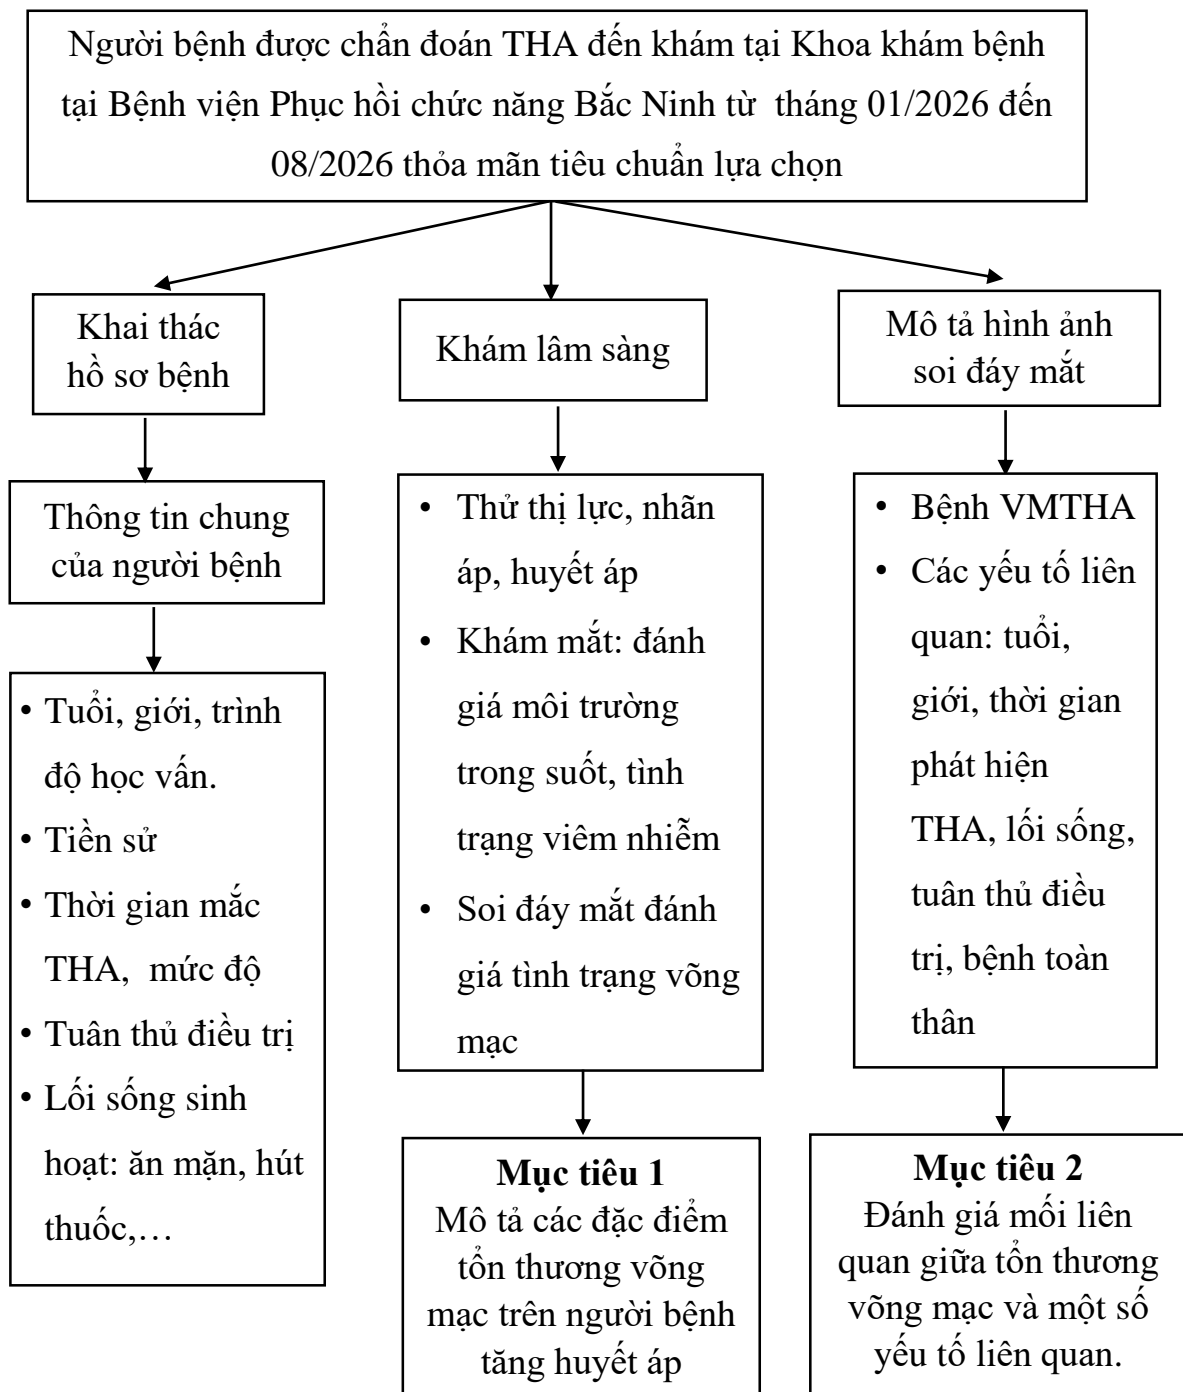 Người bệnh được chẩn đoán THA đến khám tại Khoa khám bệnh
tại Bệnh viện Phục hồi chức năng Bắc Ninh từ tháng 01/2026 đến
08/2026 thỏa mãn tiêu chuẩn lựa chọn
Khai thác
hồ sơ bệnh
Thông tin chung
của người bệnh
• Tuổi, giới, trình
độ học vấn.
• Tiền sử
• Thời gian mắc
THA, mức độ
• Tuân thủ điều trị
• Lối sống sinh
hoạt: ăn mặn, hút
thuốc,…
Khám lâm sàng
• Thử thị lực, nhãn
áp, huyết áp
• Khám mắt: đánh
giá môi trường
trong suốt, tình
trạng viêm nhiễm
• Soi đáy mắt đánh
giá tình trạng võng
mạc
Mục tiêu 1
Mô tả các đặc điểm
tổn thương võng
mạc trên người bệnh
tăng huyết áp
Mô tả hình ảnh
soi đáy mắt
• Bệnh VMTHA
• Các yếu tố liên
quan: tuổi,
giới, thời gian
phát hiện
THA, lối sống,
tuân thủ điều
trị, bệnh toàn
thân
Mục tiêu 2
Đánh giá mối liên
quan giữa tổn thương
võng mạc và một số
yếu tố liên quan.